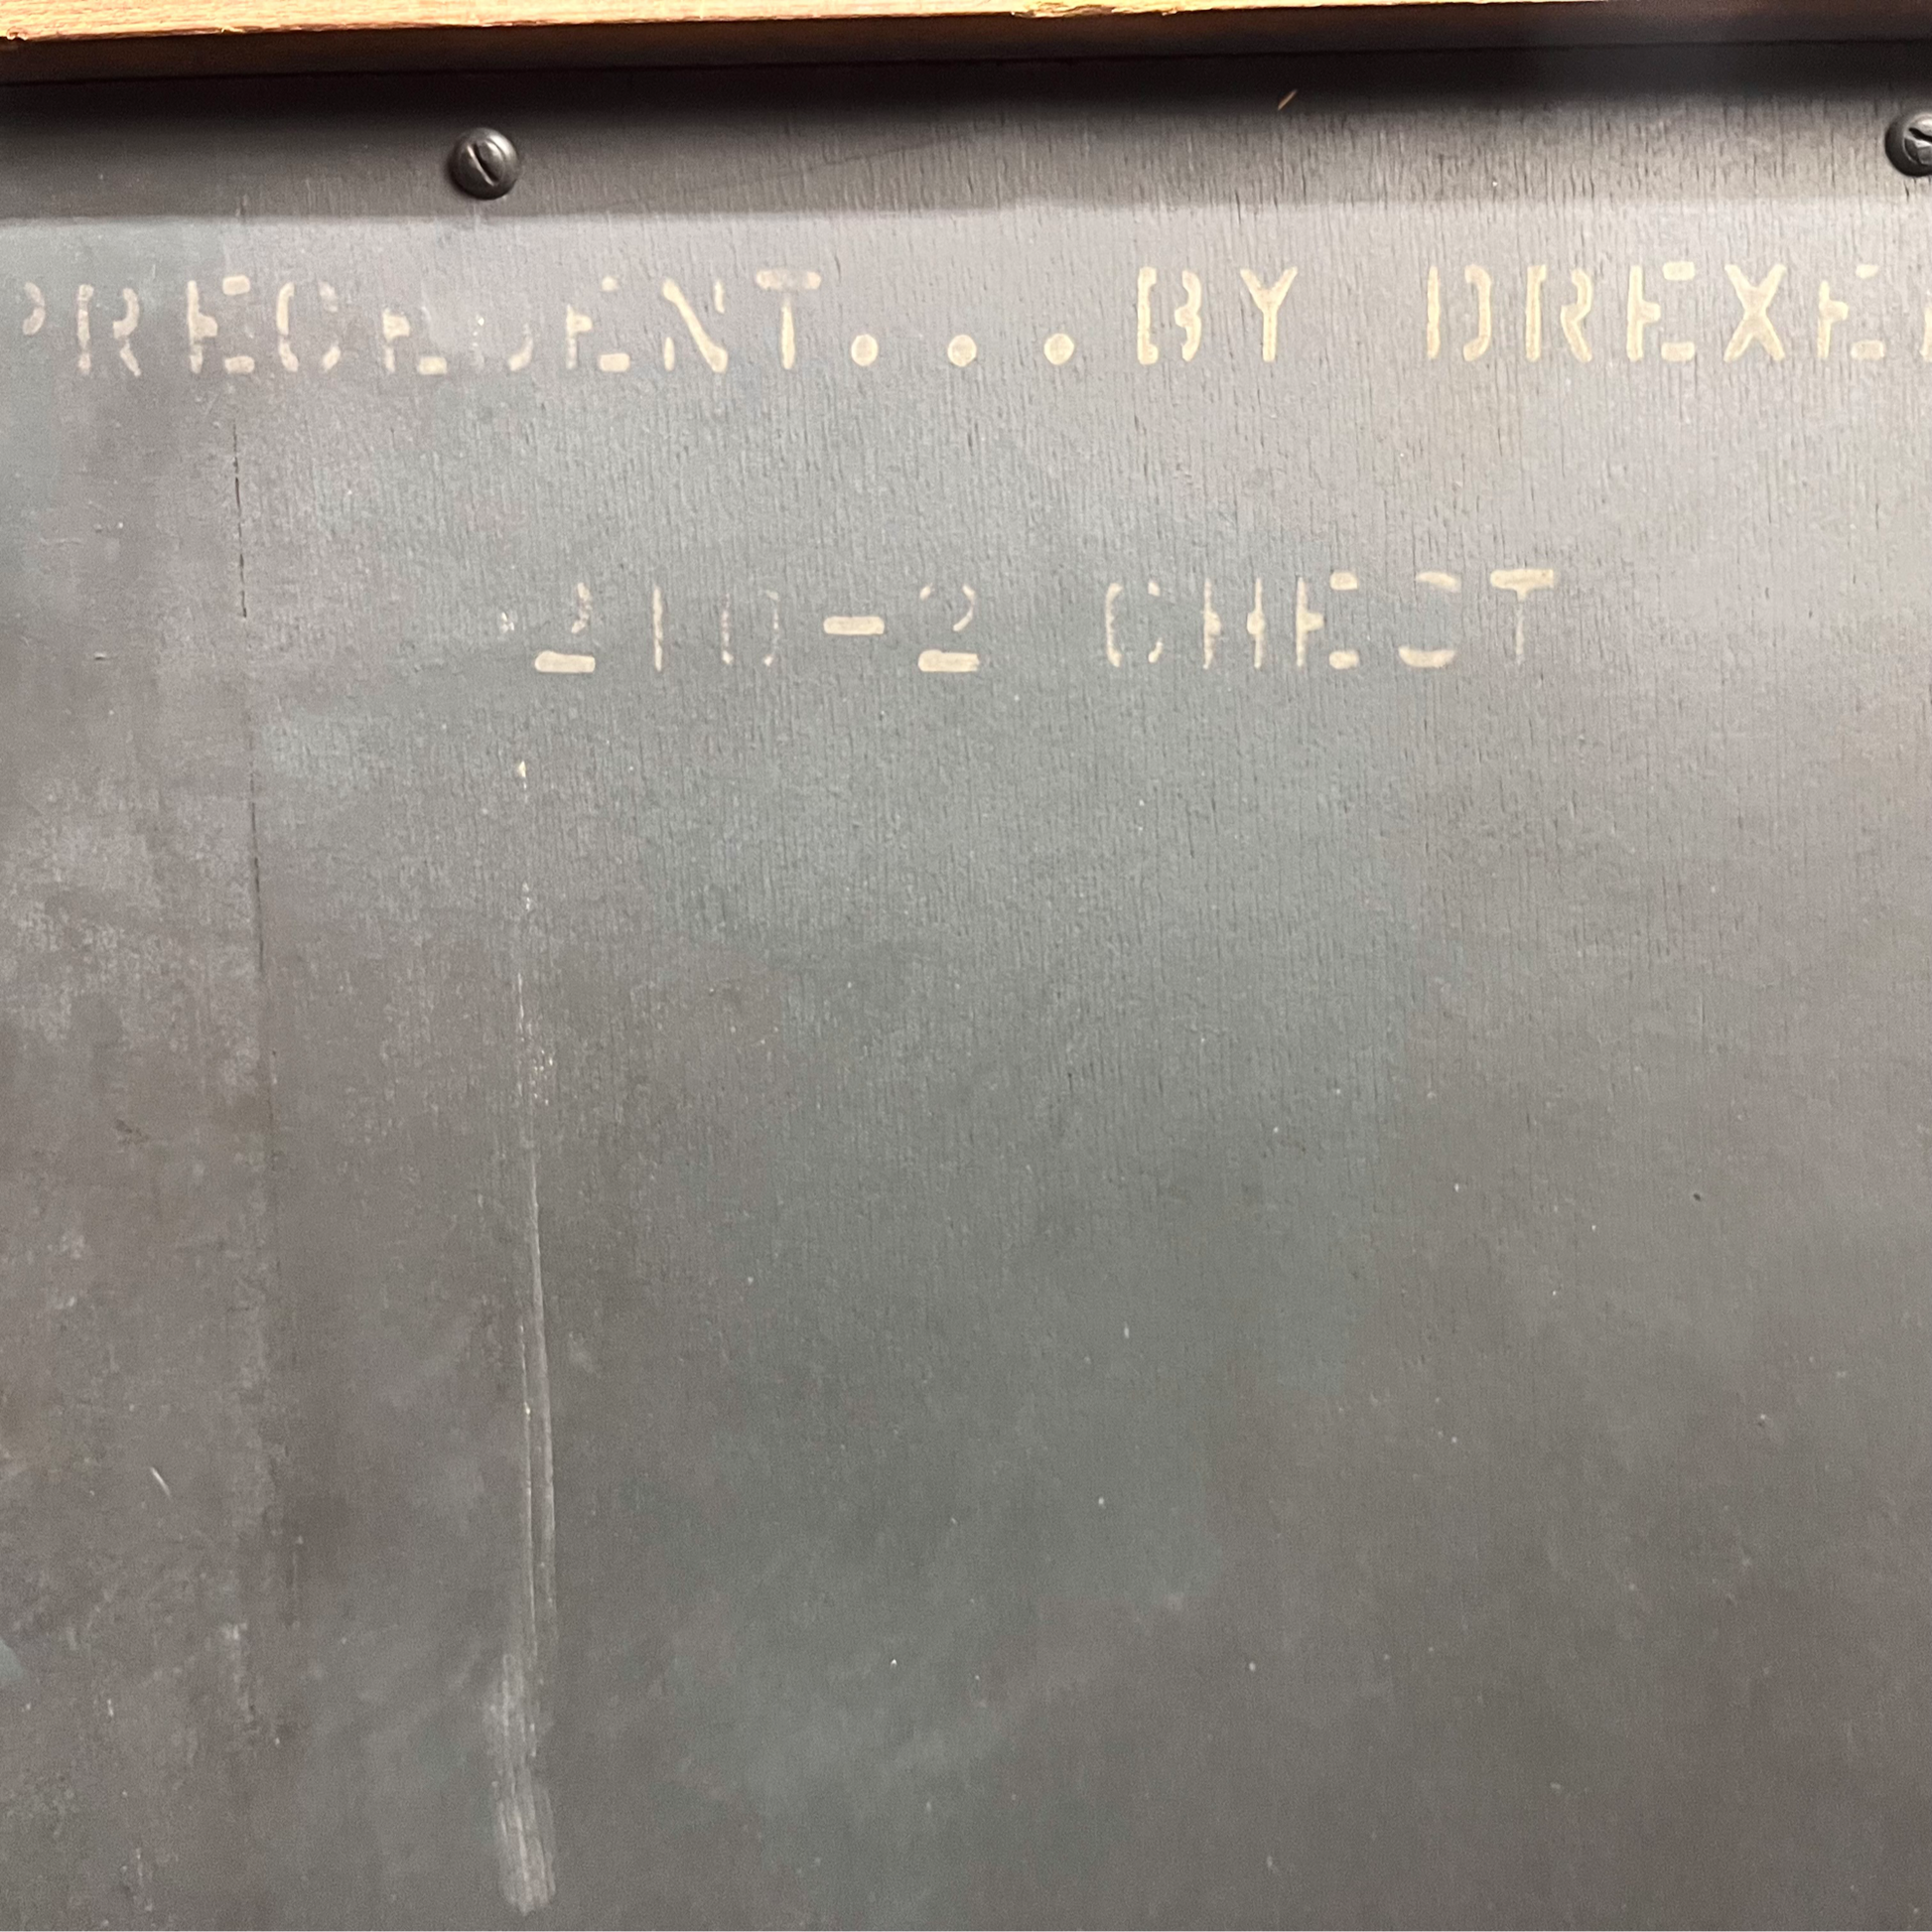 PRECEDENT...BY DREXEL
210-2 CHEST